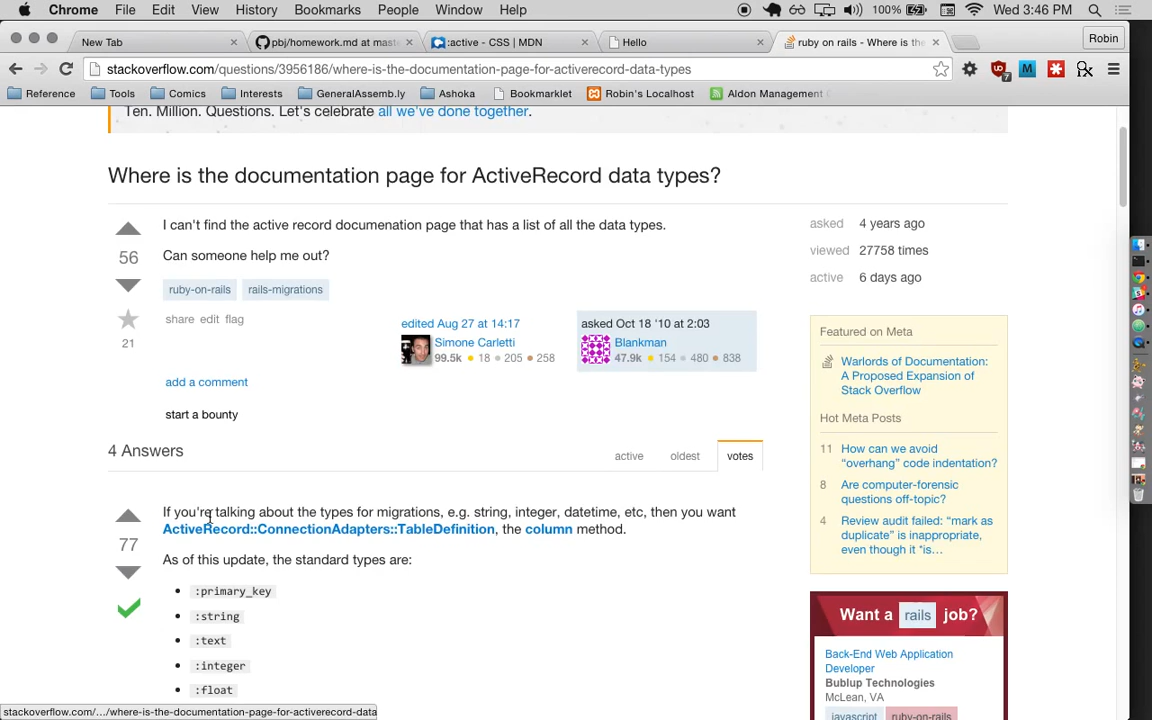 Chrome File Edit View History Bookmarks People Window Help 100% Wed 3:46 PM
New Tab pbj/homework.md at mast :active - CSS | MDN Hello ruby on rails - Where is the Robin
stackoverflow.com/questions/3956186/where-is-the-documentation-page-for-activerecord-data-types
Reference Tools Comics Interests GeneralAssemb.ly Ashoka Bookmarklet Robin's Localhost Aldon Management
Ten. Million. Questions. Let's celebrate all we've done together.
Where is the documentation page for ActiveRecord data types?
I can't find the active record documenation page that has a list of all the data types.
56
Can someone help me out?
ruby-on-rails rails-migrations
share edit flag
21
edited Aug 27 at 14:17
Simone Carletti
99.5k 18 205 258
asked Oct 18 '10 at 2:03
Blankman
47.9k 154 480 838
add a comment
start a bounty
4 Answers
active oldest votes
77
If you're talking about the types for migrations, e.g. string, integer, datetime, etc, then you want
ActiveRecord::ConnectionAdapters::TableDefinition, the column method.
As of this update, the standard types are:
:primary_key
:string
:text
:integer
:float
asked 4 years ago
viewed 27758 times
active 6 days ago
Featured on Meta
Warlords of Documentation:
A Proposed Expansion of
Stack Overflow
Hot Meta Posts
11 How can we avoid
“overhang” code indentation?
8 Are computer-forensic
questions off-topic?
4 Review audit failed: “mark as
duplicate” is inappropriate,
even though it *is…
Want a rails job?
Back-End Web Application
Developer
Bublup Technologies
McLean, VA
javascript ruby-on-rails
stackoverflow.com/.../where-is-the-documentation-page-for-activerecord-data